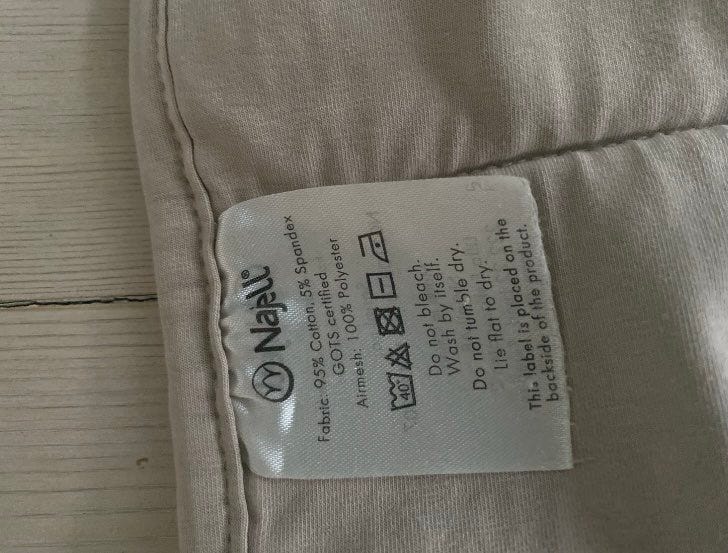 Najell®
Fabric: 95% Cotton, 5% Spandex
GOTS certified
Airmesh: 100% Polyester
40°
Do not bleach.
Wash by itself.
Do not tumble dry.
Lie flat to dry.
This label is placed on the
backside of the product.